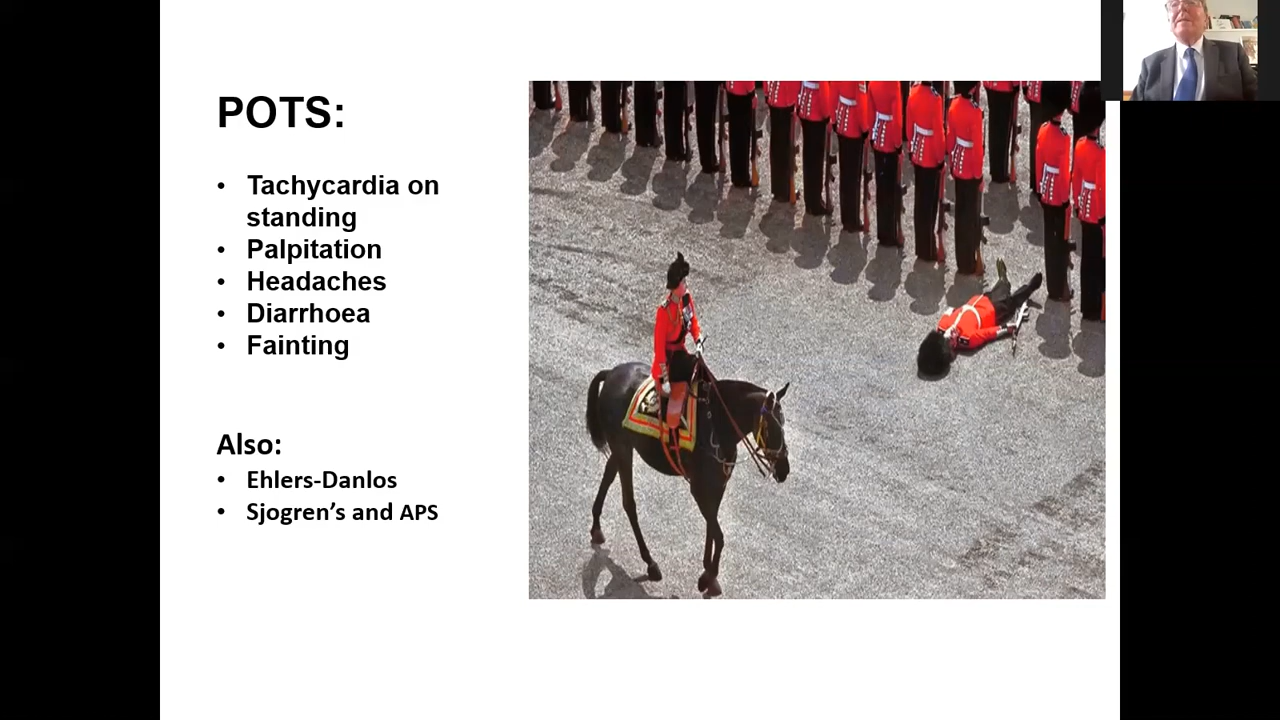 POTS:
• Tachycardia on
standing
• Palpitation
• Headaches
• Diarrhoea
• Fainting
Also:
• Ehlers-Danlos
• Sjogren’s and APS